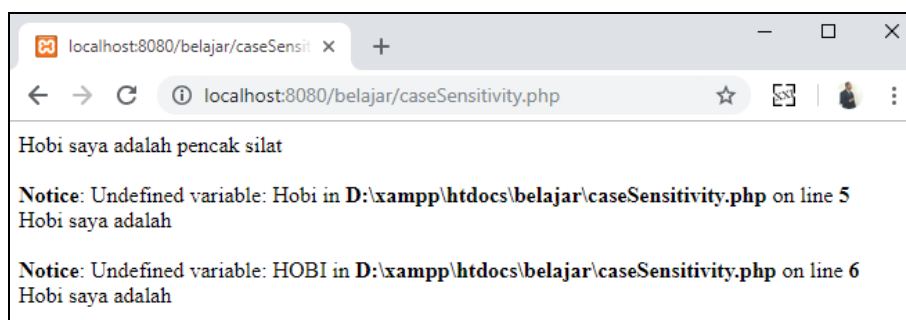 localhost:8080/belajar/caseSensit
localhost:8080/belajar/caseSensitivity.php
Hobi saya adalah pencak silat
Notice: Undefined variable: Hobi in D:\xampp\htdocs\belajar\caseSensitivity.php on line 5
Hobi saya adalah
Notice: Undefined variable: HOBI in D:\xampp\htdocs\belajar\caseSensitivity.php on line 6
Hobi saya adalah